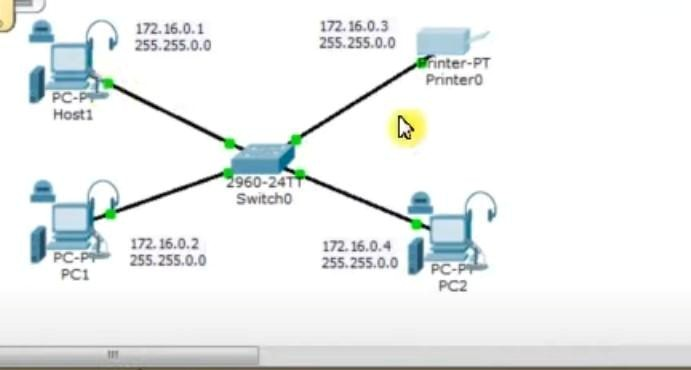 172.16.0.1
255.255.0.0
PC-PT
Host1
172.16.0.3
255.255.0.0
Printer-PT
Printer0
2960-24TT
Switch0
PC-PT
PC1
172.16.0.2
255.255.0.0
172.16.0.4
255.255.0.0
PC-PT
PC2